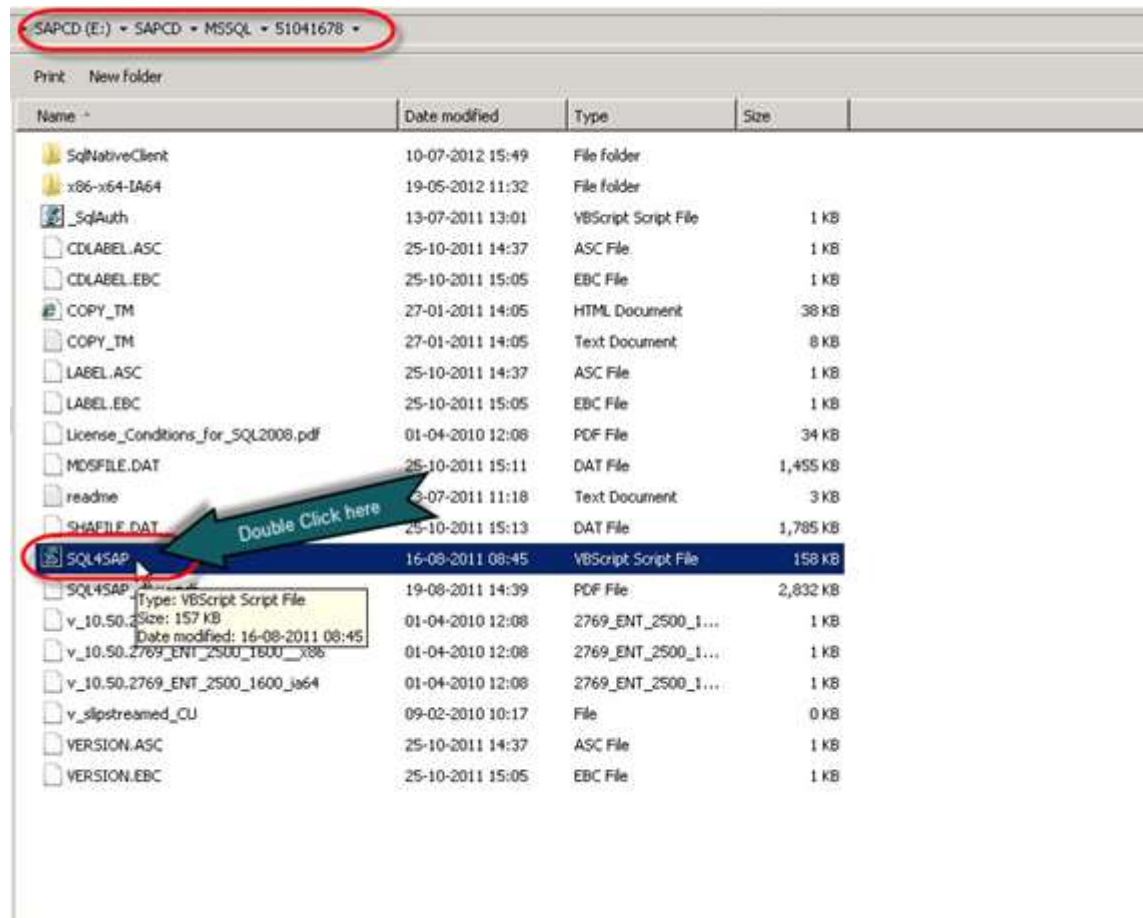 SAPCD (E:) SAPCD MSSQL 51041678
Print New folder
Name Date modified Type Size
SqlNativeClient 10-07-2012 15:49 File folder
x86-x64-IA64 19-05-2012 11:32 File folder
_SqlAuth 13-07-2011 13:01 VBScript Script File 1 KB
CDLABEL.ASC 25-10-2011 14:37 ASC File 1 KB
CDLABEL.EBC 25-10-2011 15:05 EBC File 1 KB
COPY_TM 27-01-2011 14:05 HTML Document 38 KB
COPY_TM 27-01-2011 14:05 Text Document 8 KB
LABEL.ASC 25-10-2011 14:37 ASC File 1 KB
LABEL.EBC 25-10-2011 15:05 EBC File 1 KB
License_Conditions_for_SQL2008.pdf 01-04-2010 12:08 PDF File 34 KB
MD5FILE.DAT 25-10-2011 15:11 DAT File 1,455 KB
readme 3-07-2011 11:18 Text Document 3 KB
SHAFILE.DAT 25-10-2011 15:13 DAT File 1,785 KB
Double Click here
SQL4SAP 16-08-2011 08:45 VBScript Script File 158 KB
SQL4SAP 19-08-2011 14:39 PDF File 2,832 KB
Type: VBScript Script File
Size: 157 KB
Date modified: 16-08-2011 08:45
v_10.50.2 01-04-2010 12:08 2769_ENT_2500_1... 1 KB
v_10.50.2769_ENT_2500_1600__x86 01-04-2010 12:08 2769_ENT_2500_1... 1 KB
v_10.50.2769_ENT_2500_1600_ia64 01-04-2010 12:08 2769_ENT_2500_1... 1 KB
v_slipstreamed_CU 09-02-2010 10:17 File 0 KB
VERSION.ASC 25-10-2011 14:37 ASC File 1 KB
VERSION.EBC 25-10-2011 15:05 EBC File 1 KB